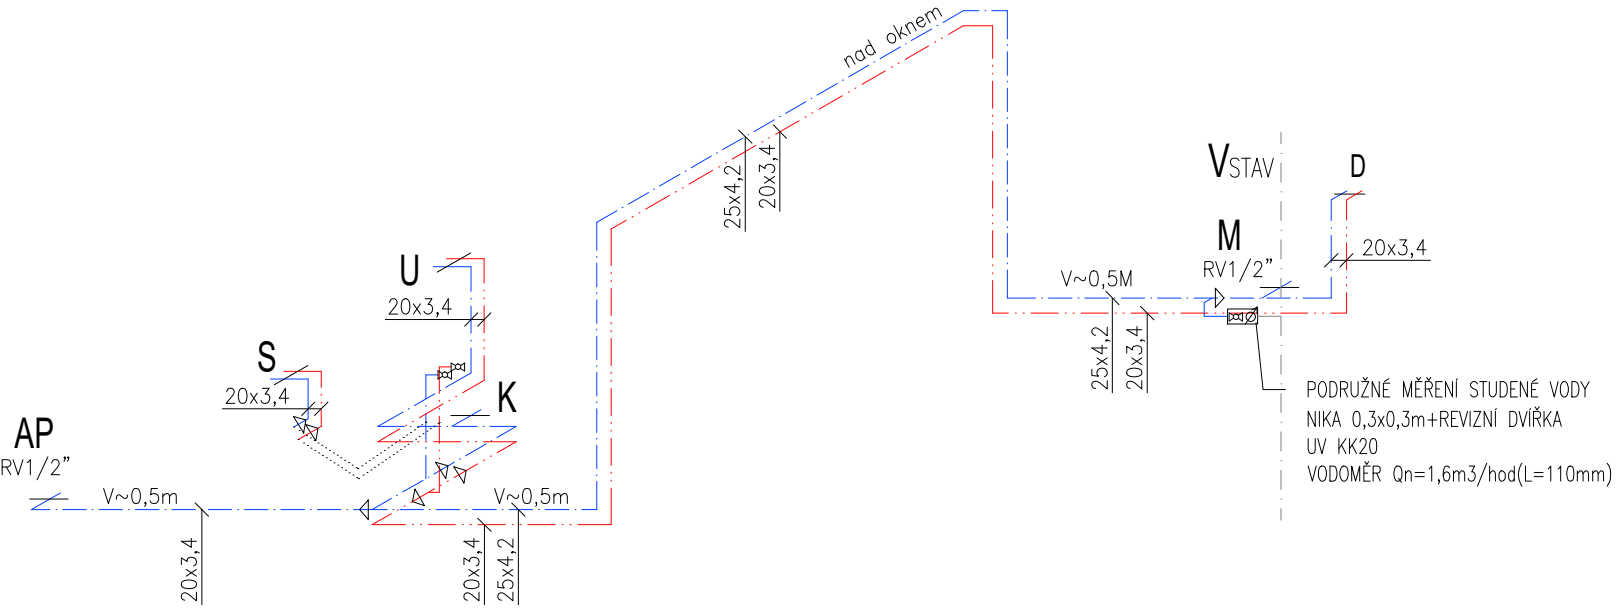 nad oknem
25x4,2
20x3,4
VSTAV
D
20x3,4
M
RV1/2”
V~0,5M
25x4,2
20x3,4
PODRUŽNÉ MĚŘENÍ STUDENÉ VODY
NIKA 0,3x0,3m+REVIZNÍ DVÍŘKA
UV KK20
VODOMĚR Qn=1,6m3/hod(L=110mm)
U
20x3,4
S
20x3,4
K
AP
RV1/2”
V~0,5m
20x3,4
V~0,5m
20x3,4
25x4,2